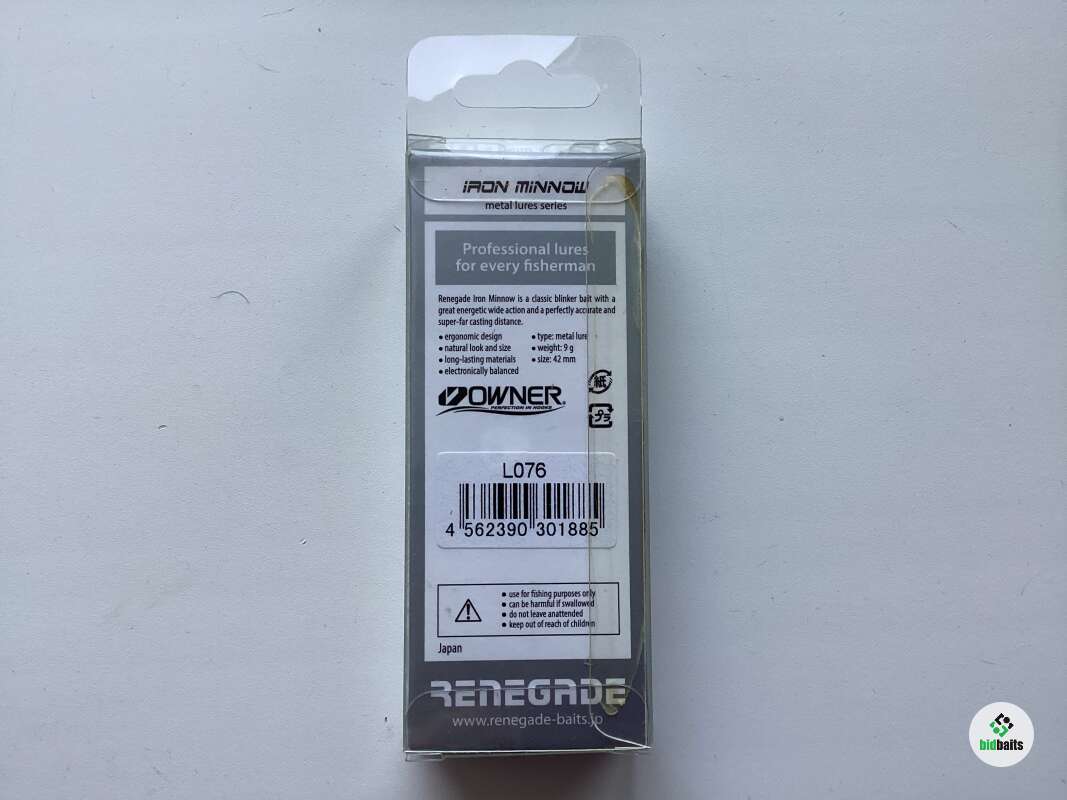 IRON MINNOW
metal lures series
Professional lures
for every fisherman
Renegade Iron Minnow is a classic blinker bait with a
great energetic wide action and a perfectly accurate and
super-far casting distance.
• ergonomic design
• natural look and size
• long-lasting materials
• electronically balanced
• type: metal lure
• weight: 9 g
• size: 42 mm
OWNER®
PERFECTION IN HOOKS
紙
プラ
L076
4 562390 301885
• use for fishing purposes only
• can be harmful if swallowed
• do not leave anattended
• keep out of reach of children
Japan
RENEGADE
www.renegade-baits.jp
bidbaits